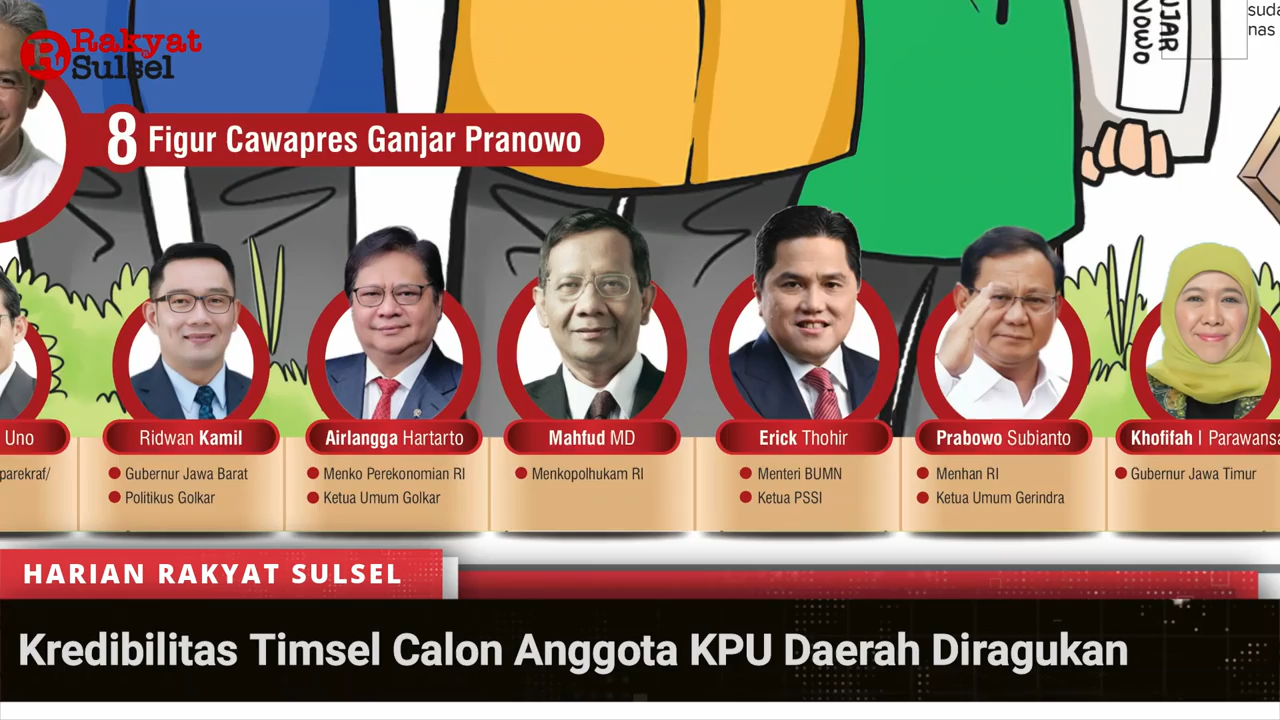 Rakyat
Sulsel
8 Figur Cawapres Ganjar Pranowo
suda
nas
JAR
NOWO
Uno
parekraf/
Ridwan Kamil
Gubernur Jawa Barat
Politikus Golkar
Airlangga Hartarto
Menko Perekonomian RI
Ketua Umum Golkar
Mahfud MD
Menkopolhukam RI
Erick Thohir
Menteri BUMN
Ketua PSSI
Prabowo Subianto
Menhan RI
Ketua Umum Gerindra
Khofifah I Parawansa
Gubernur Jawa Timur
HARIAN RAKYAT SULSEL
Kredibilitas Timsel Calon Anggota KPU Daerah Diragukan